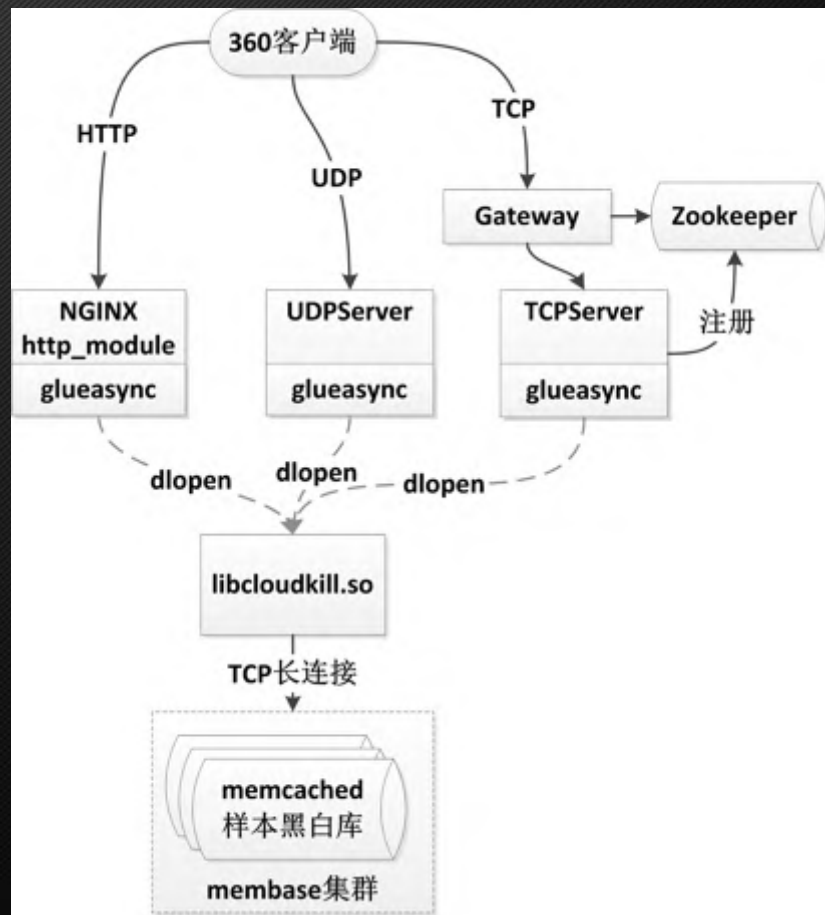 360客户端
HTTP
UDP
TCP
Gateway
Zookeeper
NGINX
http_module
glueasync
UDPServer
glueasync
TCPServer
glueasync
注册
dlopen
dlopen
dlopen
libcloudkill.so
TCP长连接
memcached
样本黑白库
membase集群